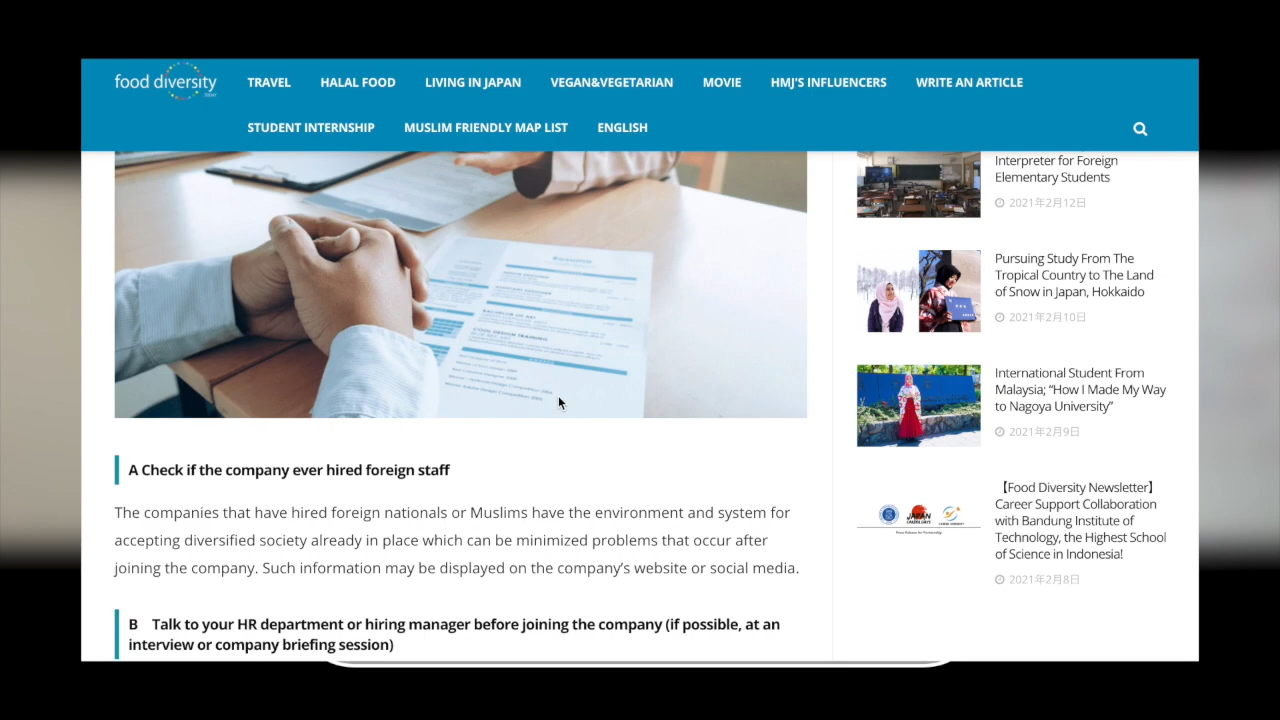 food diversity
TRAVEL
HALAL FOOD
LIVING IN JAPAN
VEGAN&VEGETARIAN
MOVIE
HMJ'S INFLUENCERS
WRITE AN ARTICLE
STUDENT INTERNSHIP
MUSLIM FRIENDLY MAP LIST
ENGLISH
A Check if the company ever hired foreign staff
The companies that have hired foreign nationals or Muslims have the environment and system for
accepting diversified society already in place which can be minimized problems that occur after
joining the company. Such information may be displayed on the company's website or social media.
B Talk to your HR department or hiring manager before joining the company (if possible, at an
interview or company briefing session)
Interpreter for Foreign
Elementary Students
2021年2月12日
Pursuing Study From The
Tropical Country to The Land
of Snow in Japan, Hokkaido
2021年2月10日
International Student From
Malaysia; “How I Made My Way
to Nagoya University”
2021年2月9日
【Food Diversity Newsletter】
Career Support Collaboration
with Bandung Institute of
Technology, the Highest School
of Science in Indonesia!
2021年2月8日